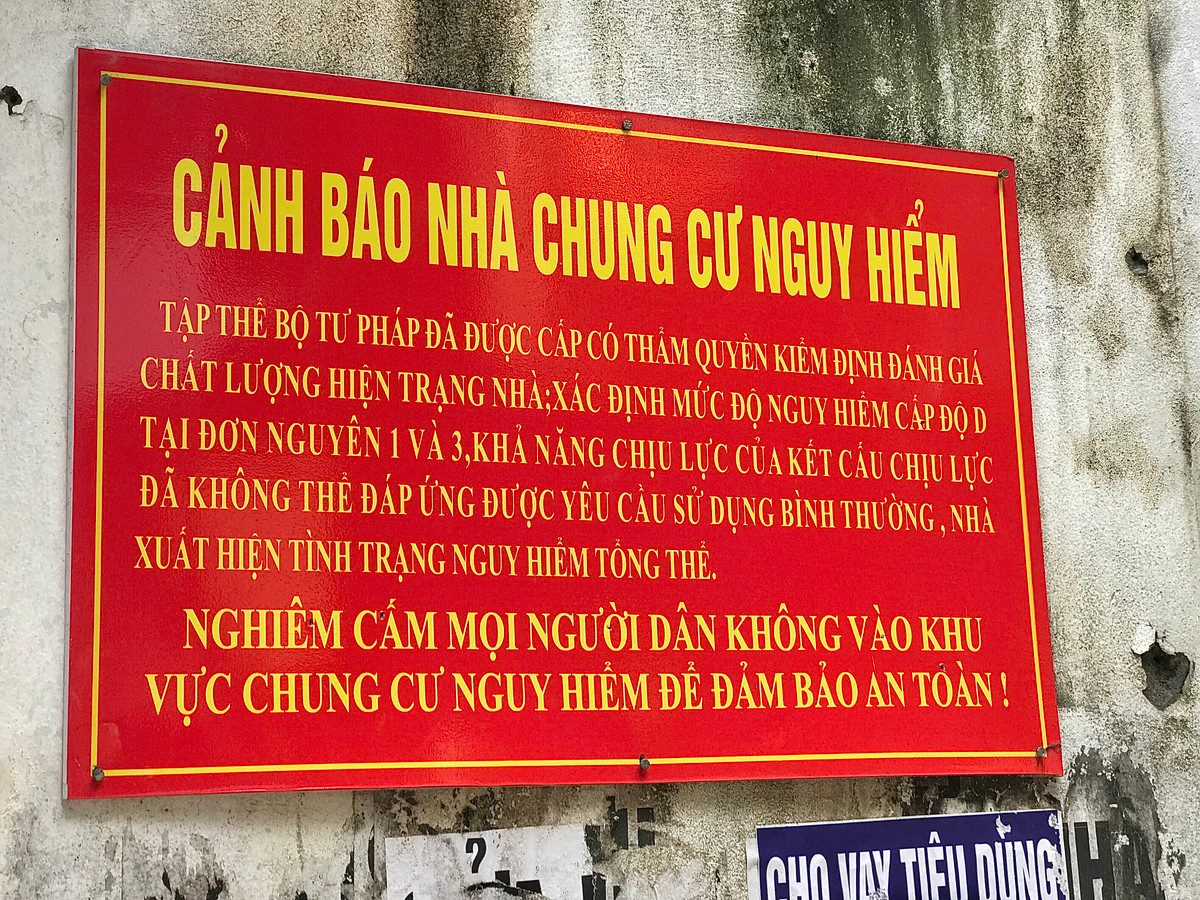 CẢNH BÁO NHÀ CHUNG CƯ NGUY HIỂM
TẬP THỂ BỘ TƯ PHÁP ĐÃ ĐƯỢC CẤP CÓ THẨM QUYỀN KIỂM ĐỊNH ĐÁNH GIÁ
CHẤT LƯỢNG HIỆN TRẠNG NHÀ;XÁC ĐỊNH MỨC ĐỘ NGUY HIỂM CẤP ĐỘ D
TẠI ĐƠN NGUYÊN 1 VÀ 3,KHẢ NĂNG CHỊU LỰC CỦA KẾT CẤU CHỊU LỰC
ĐÃ KHÔNG THỂ ĐÁP ỨNG ĐƯỢC YÊU CẦU SỬ DỤNG BÌNH THƯỜNG , NHÀ
XUẤT HIỆN TÌNH TRẠNG NGUY HIỂM TỔNG THỂ.
NGHIÊM CẤM MỌI NGƯỜI DÂN KHÔNG VÀO KHU
VỰC CHUNG CƯ NGUY HIỂM ĐỂ ĐẢM BẢO AN TOÀN !
CHO VAY TIÊU DÙNG